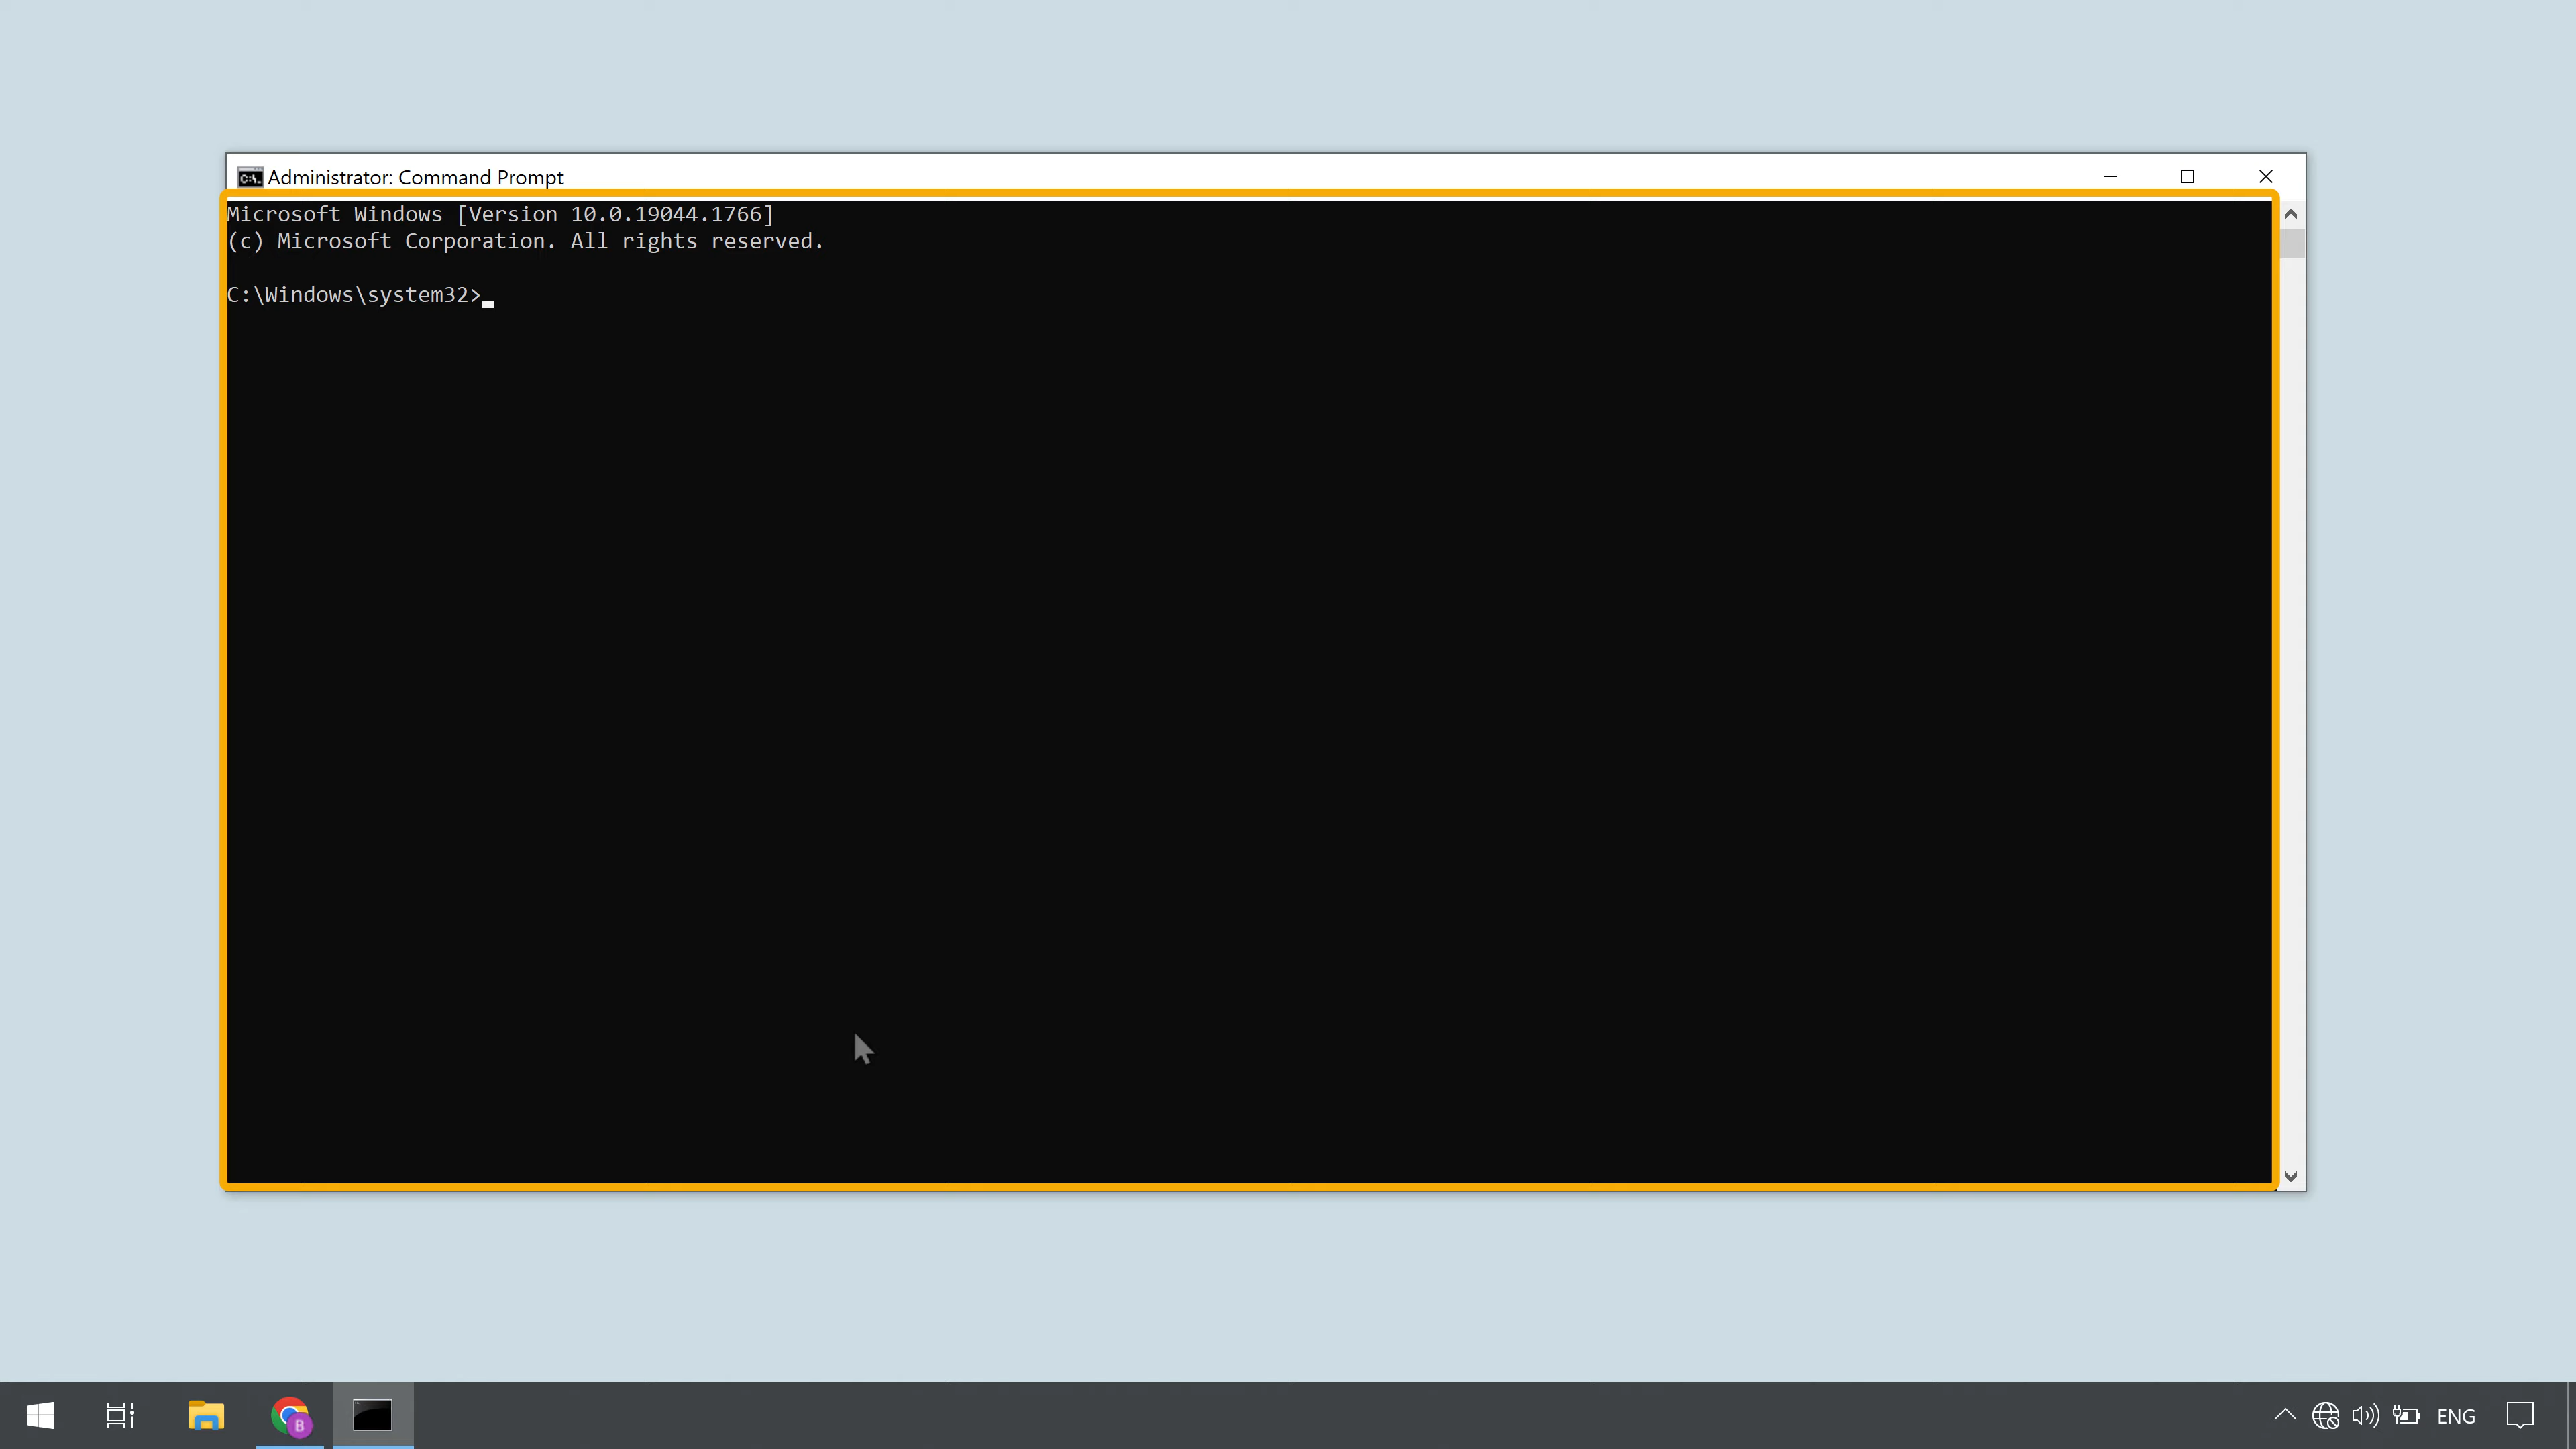 Administrator: Command Prompt
Microsoft Windows [Version 10.0.19044.1766]
(c) Microsoft Corporation. All rights reserved.
C:\Windows\system32>
B
ENG